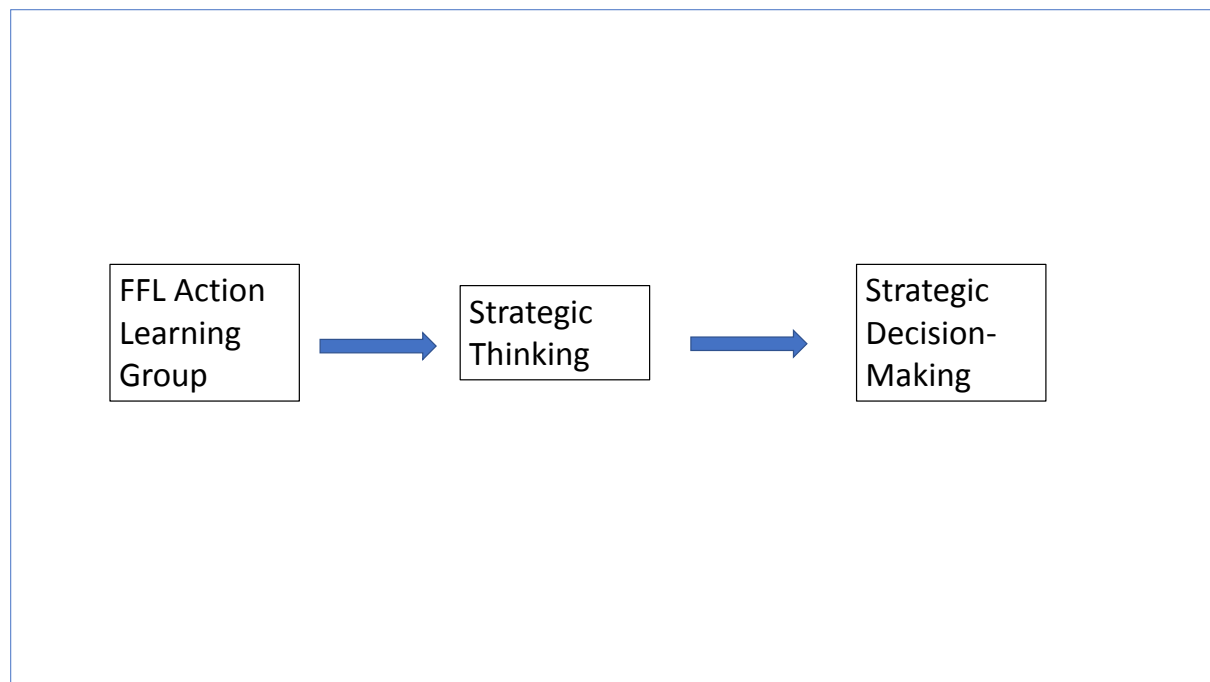 FFL Action
Learning
Group
Strategic
Thinking
Strategic
Decision-
Making